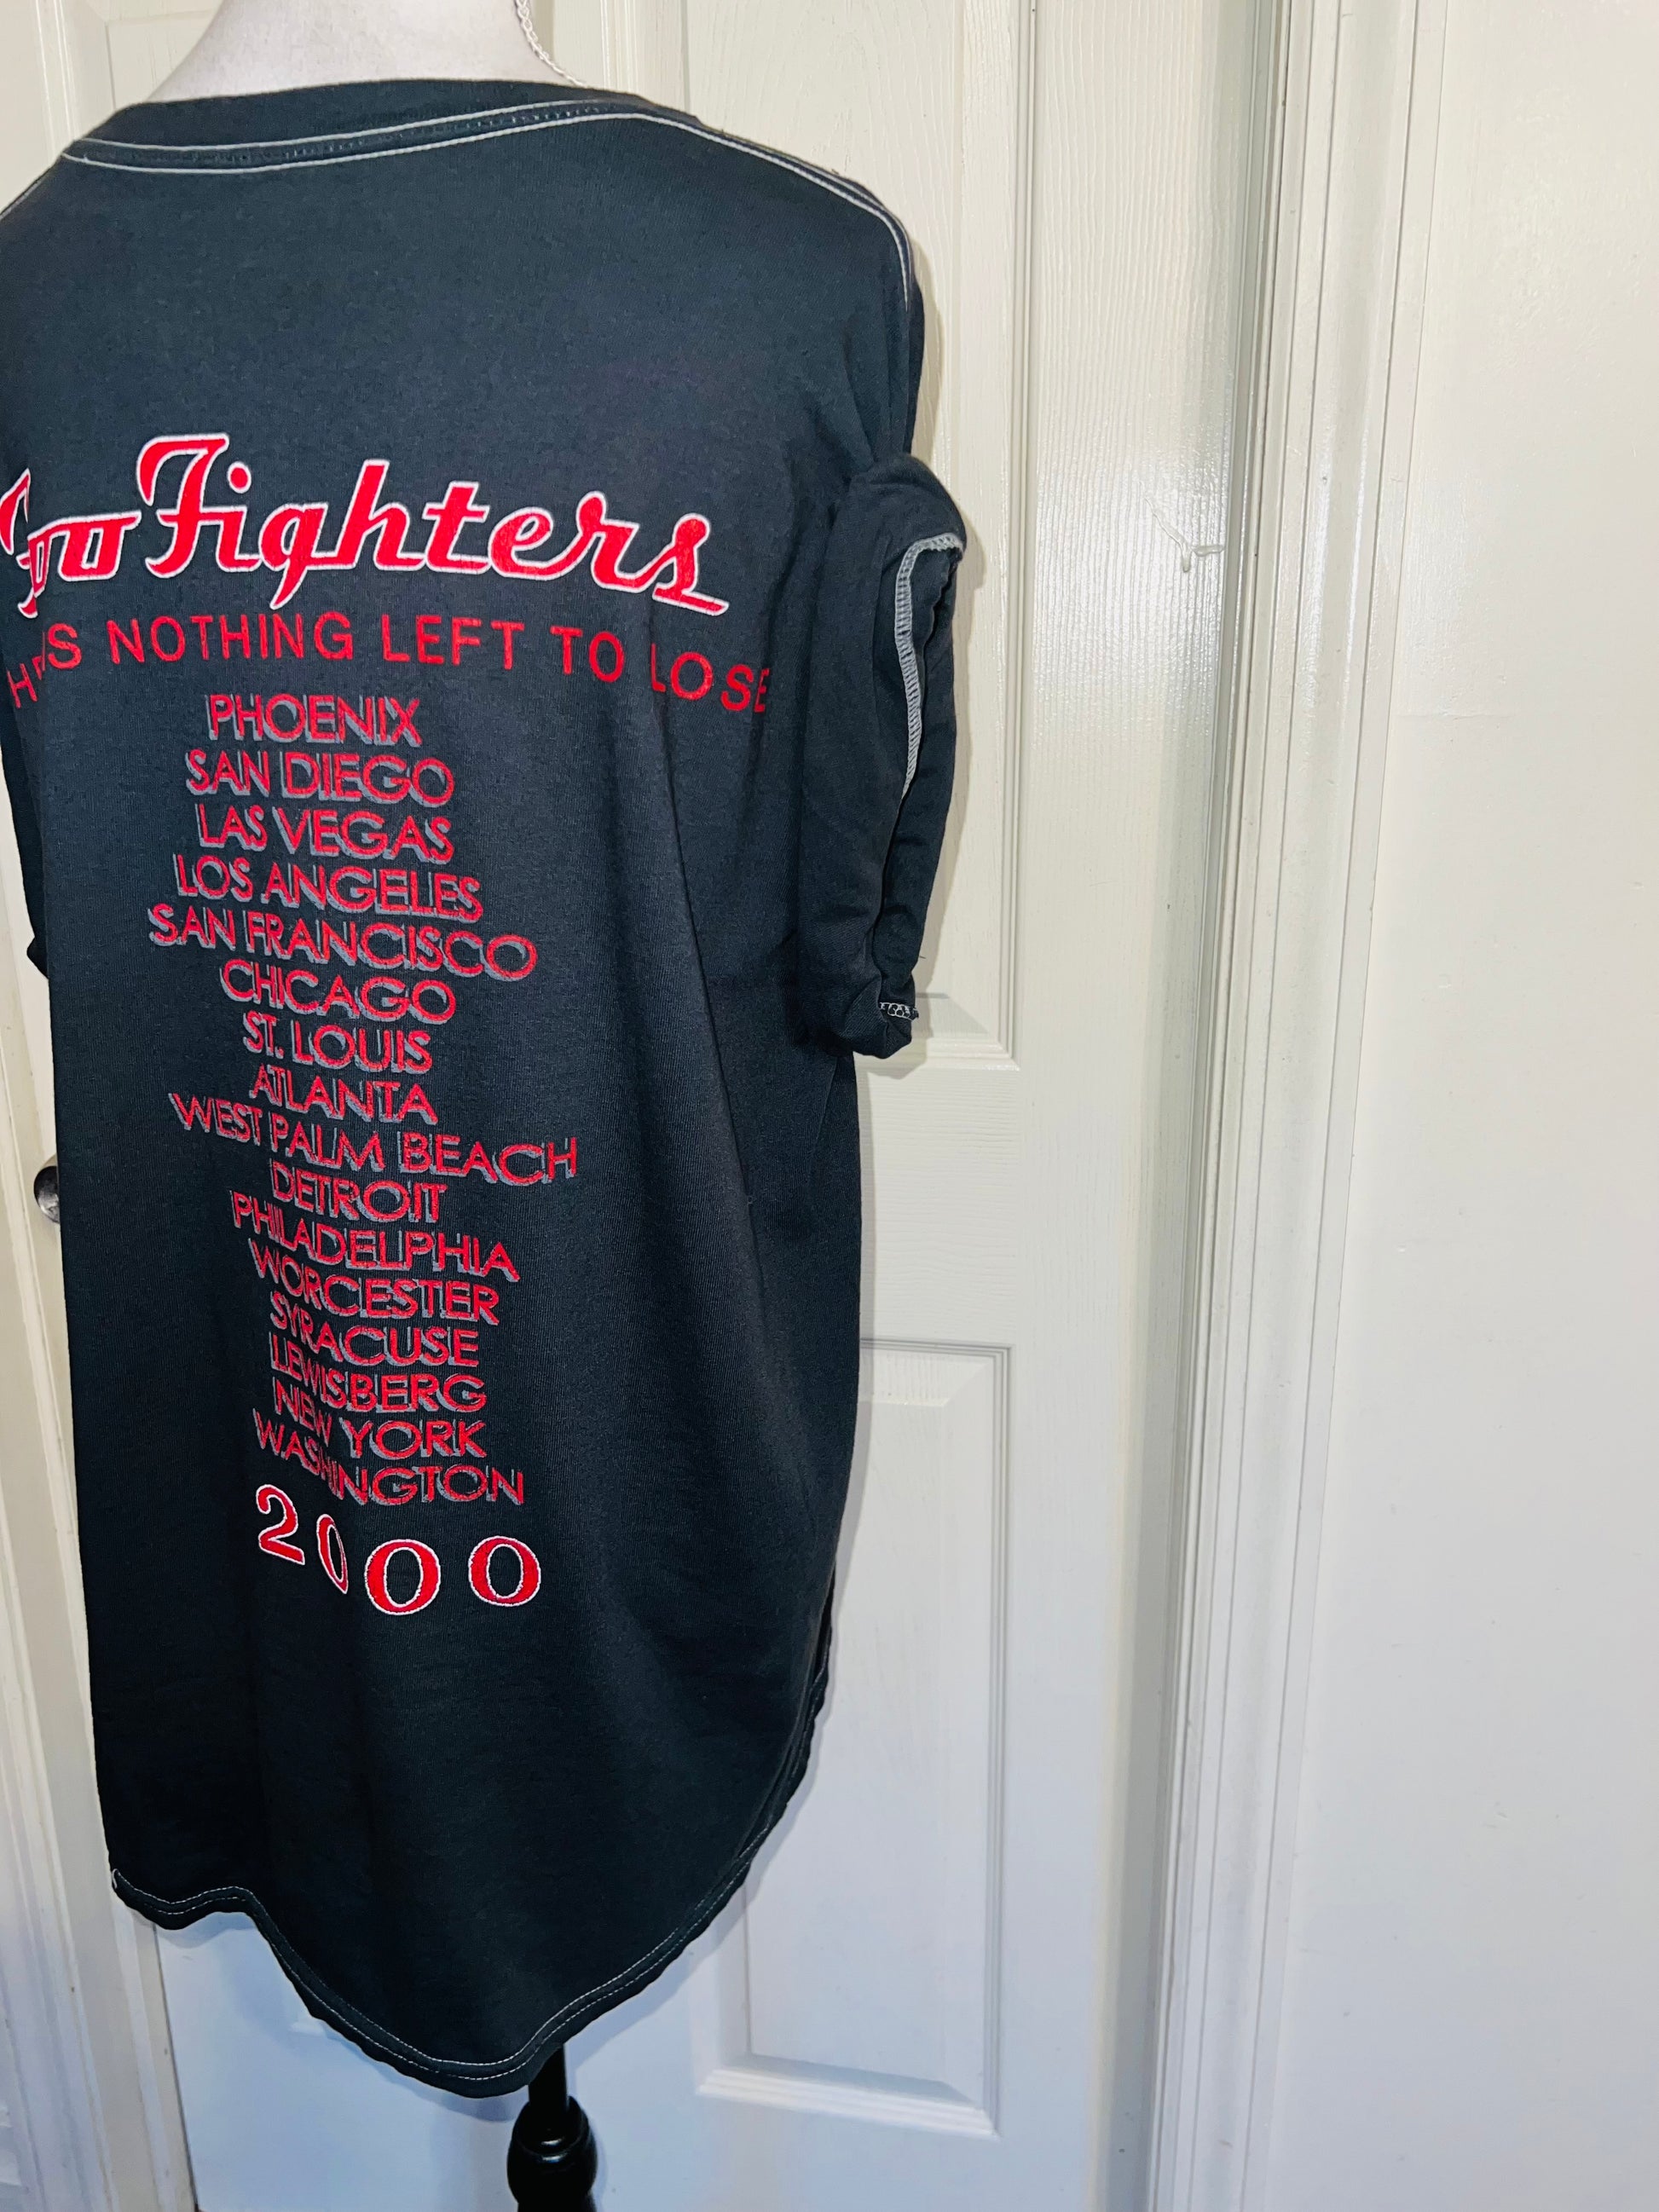 Foo Fighters
IS NOTHING LEFT TO LOSE
PHOENIX
SAN DIEGO
LAS VEGAS
LOS ANGELES
SAN FRANCISCO
CHICAGO
ST. LOUIS
ATLANTA
WEST PALM BEACH
DETROIT
PHILADELPHIA
WORCESTER
SYRACUSE
LEWISBERG
NEW YORK
WASHINGTON
2000